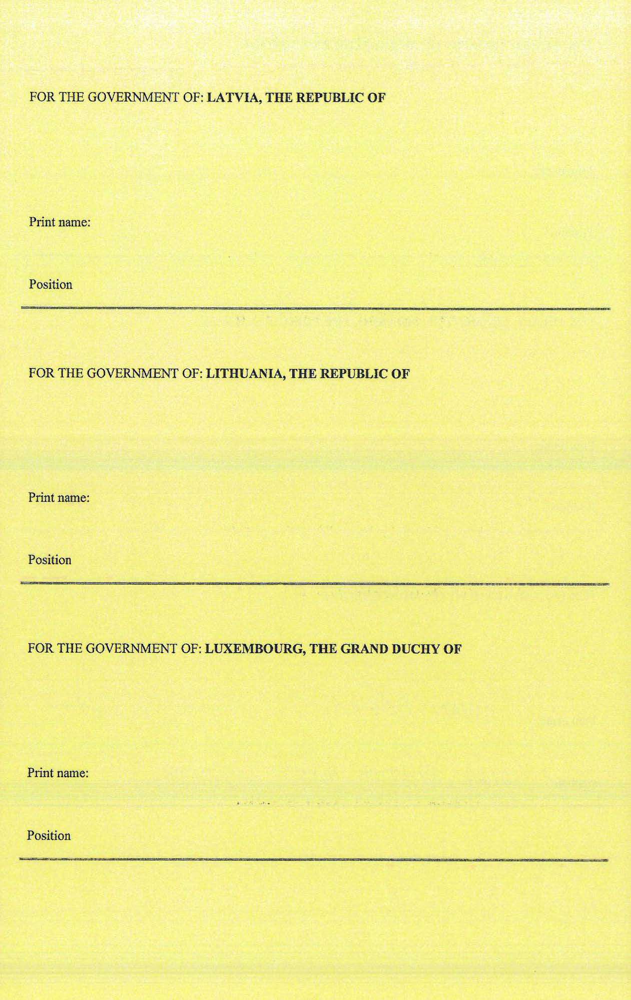 FOR THE GOVERNMENT OF: LATVIA, THE REPUBLIC OF
Print name:
Position
FOR THE GOVERNMENT OF: LITHUANIA, THE REPUBLIC OF
Print name:
Position
FOR THE GOVERNMENT OF: LUXEMBOURG, THE GRAND DUCHY OF
Print name:
Position